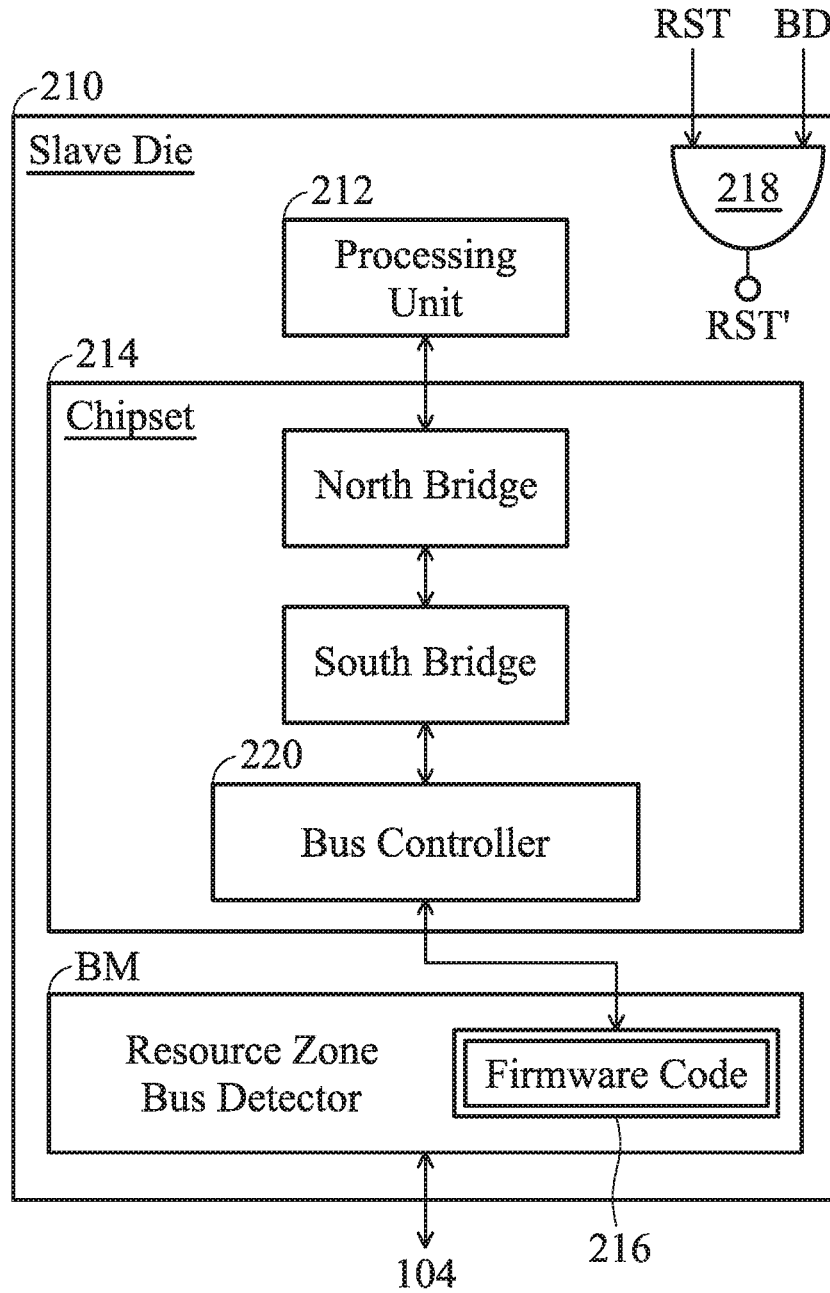 RST BD
210
Slave Die
218
212
Processing
Unit
RST'
214
Chipset
North Bridge
South Bridge
220
Bus Controller
BM
Resource Zone
Bus Detector
Firmware Code
216
104